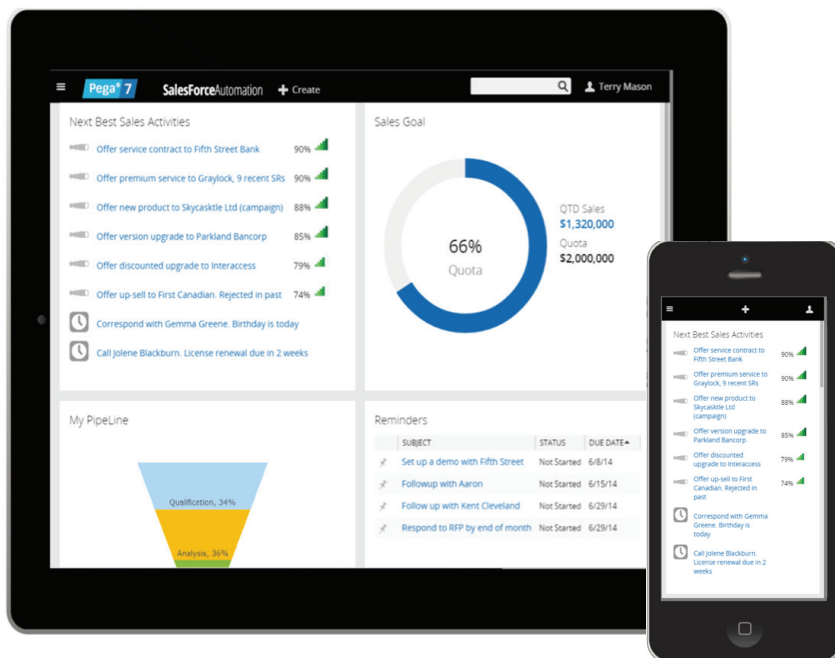 Pega® 7 SalesForceAutomation Create Terry Mason
Next Best Sales Activities
Offer service contract to Fifth Street Bank 90%
Offer premium service to Graylock, 9 recent SRs 90%
Offer new product to Skycasktle Ltd (campaign) 88%
Offer version upgrade to Parkland Bancorp 85%
Offer discounted upgrade to Interaccess 79%
Offer up-sell to First Canadian. Rejected in past 74%
Correspond with Gemma Greene. Birthday is today
Call Jolene Blackburn. License renewal due in 2 weeks
Sales Goal
66%
Quota
QTD Sales
$1,320,000
Quota
$2,000,000
My PipeLine
Qualification, 34%
Analysis, 36%
Reminders
SUBJECT STATUS DUE DATE
Set up a demo with Fifth Street Not Started 6/8/14
Followup with Aaron Not Started 6/15/14
Follow up with Kent Cleveland Not Started 6/29/14
Respond to RFP by end of month Not Started 6/29/14
Next Best Sales Activities
Offer service contract to
Fifth Street Bank 90%
Offer premium service to
Graylock, 9 recent SRs 90%
Offer new product to
Skycasktle Ltd 88%
(campaign)
Offer version upgrade to
Parkland Bancorp 85%
Offer discounted
upgrade to Interaccess 79%
Offer up-sell to First
Canadian. Rejected in 74%
past
Correspond with Gemma
Greene. Birthday is
today
Call Jolene Blackburn.
License renewal due in 2
weeks